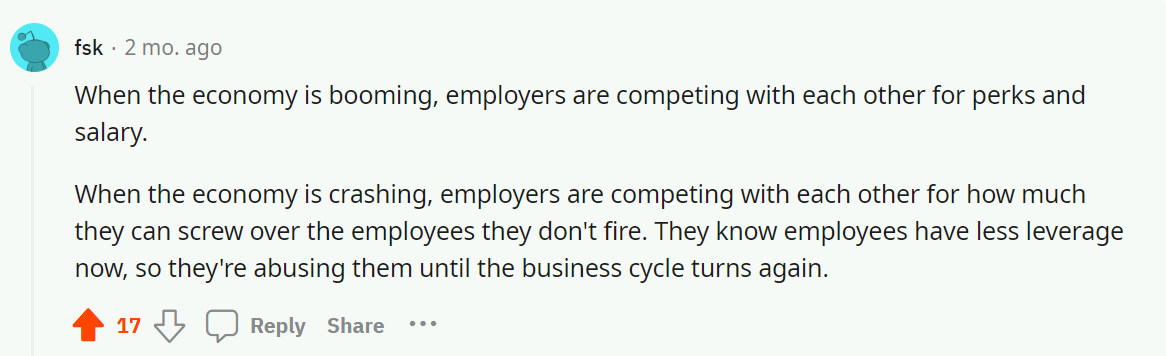 fsk · 2 mo. ago
When the economy is booming, employers are competing with each other for perks and
salary.
When the economy is crashing, employers are competing with each other for how much
they can screw over the employees they don't fire. They know employees have less leverage
now, so they're abusing them until the business cycle turns again.
17 Reply Share ···